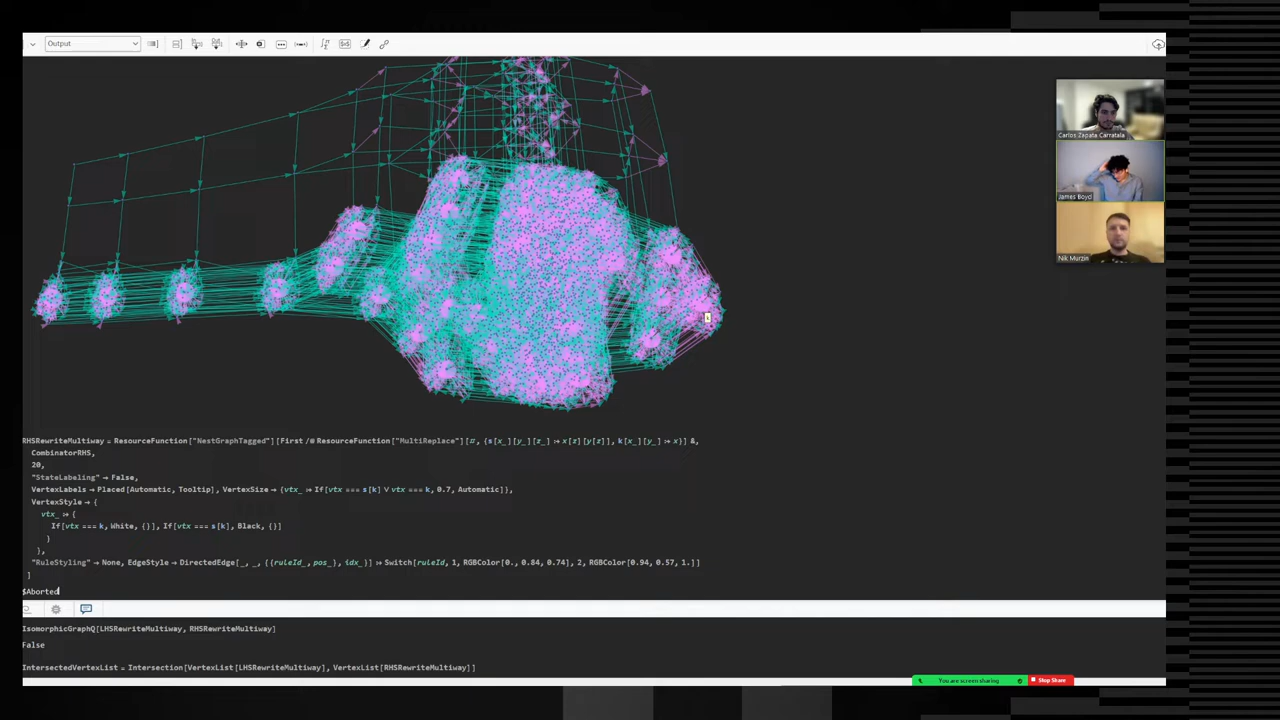 Output
Carlos Zapata Carratala
James Boyd
Nik Murzin
k
RHSRewriteMultiway = ResourceFunction["NestGraphTagged"][First /@ ResourceFunction["MultiReplace"][#, {s[x_][y_][z_] :> x[z][y[z]], k[x_][y_] :> x}] &,
CombinatorRHS,
20,
"StateLabeling" → False,
VertexLabels → Placed[Automatic, Tooltip], VertexSize → {vtx_ :> If[vtx === s[k] ∨ vtx === k, 0.7, Automatic]},
VertexStyle → {
vtx_ :> {
If[vtx === k, White, {}], If[vtx === s[k], Black, {}]
}
},
"RuleStyling" → None, EdgeStyle → DirectedEdge[_, _, {{ruleId_, pos_}, idx_}] :> Switch[ruleId, 1, RGBColor[0., 0.84, 0.74], 2, RGBColor[0.94, 0.57, 1.]]
]
$Aborted
IsomorphicGraphQ[LHSRewriteMultiway, RHSRewriteMultiway]
False
IntersectedVertexList = Intersection[VertexList[LHSRewriteMultiway], VertexList[RHSRewriteMultiway]]
You are screen sharing
Stop Share